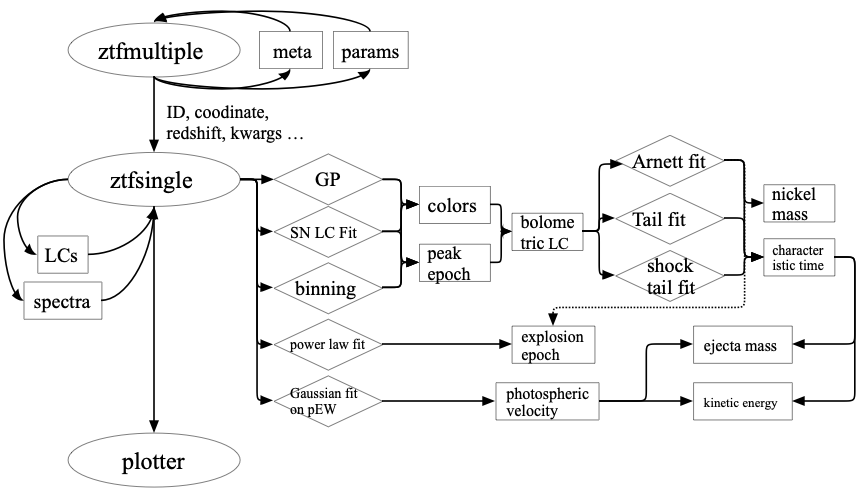 ztfmultiple
meta
params
ID, coodinate,
redshift, kwargs ...
ztfsingle
LCs
spectra
plotter
GP
SN LC Fit
binning
power law fit
Gaussian fit
on pEW
colors
peak
epoch
bolome
tric LC
explosion
epoch
photospheric
velocity
Arnett fit
Tail fit
shock
tail fit
nickel
mass
character
istic time
ejecta mass
kinetic energy